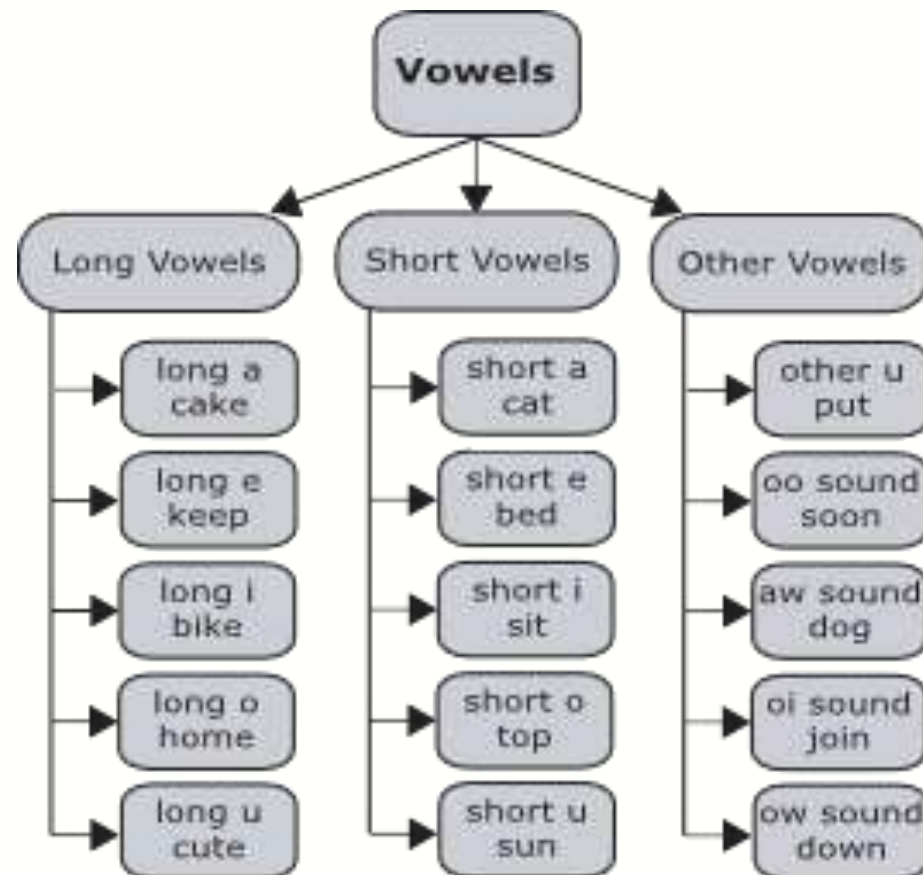 Vowels
Long Vowels
long a
cake
long e
keep
long i
bike
long o
home
long u
cute
Short Vowels
short a
cat
short e
bed
short i
sit
short o
top
short u
sun
Other Vowels
other u
put
oo sound
soon
aw sound
dog
oi sound
join
ow sound
down